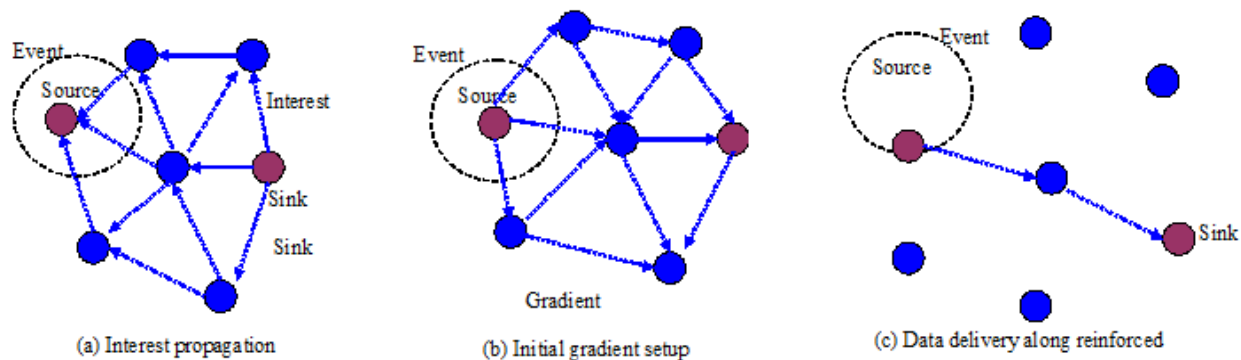 Event
Source
Interest
Sink
Sink
(a) Interest propagation
Event
Source
Gradient
(b) Initial gradient setup
Event
Source
Sink
(c) Data delivery along reinforced